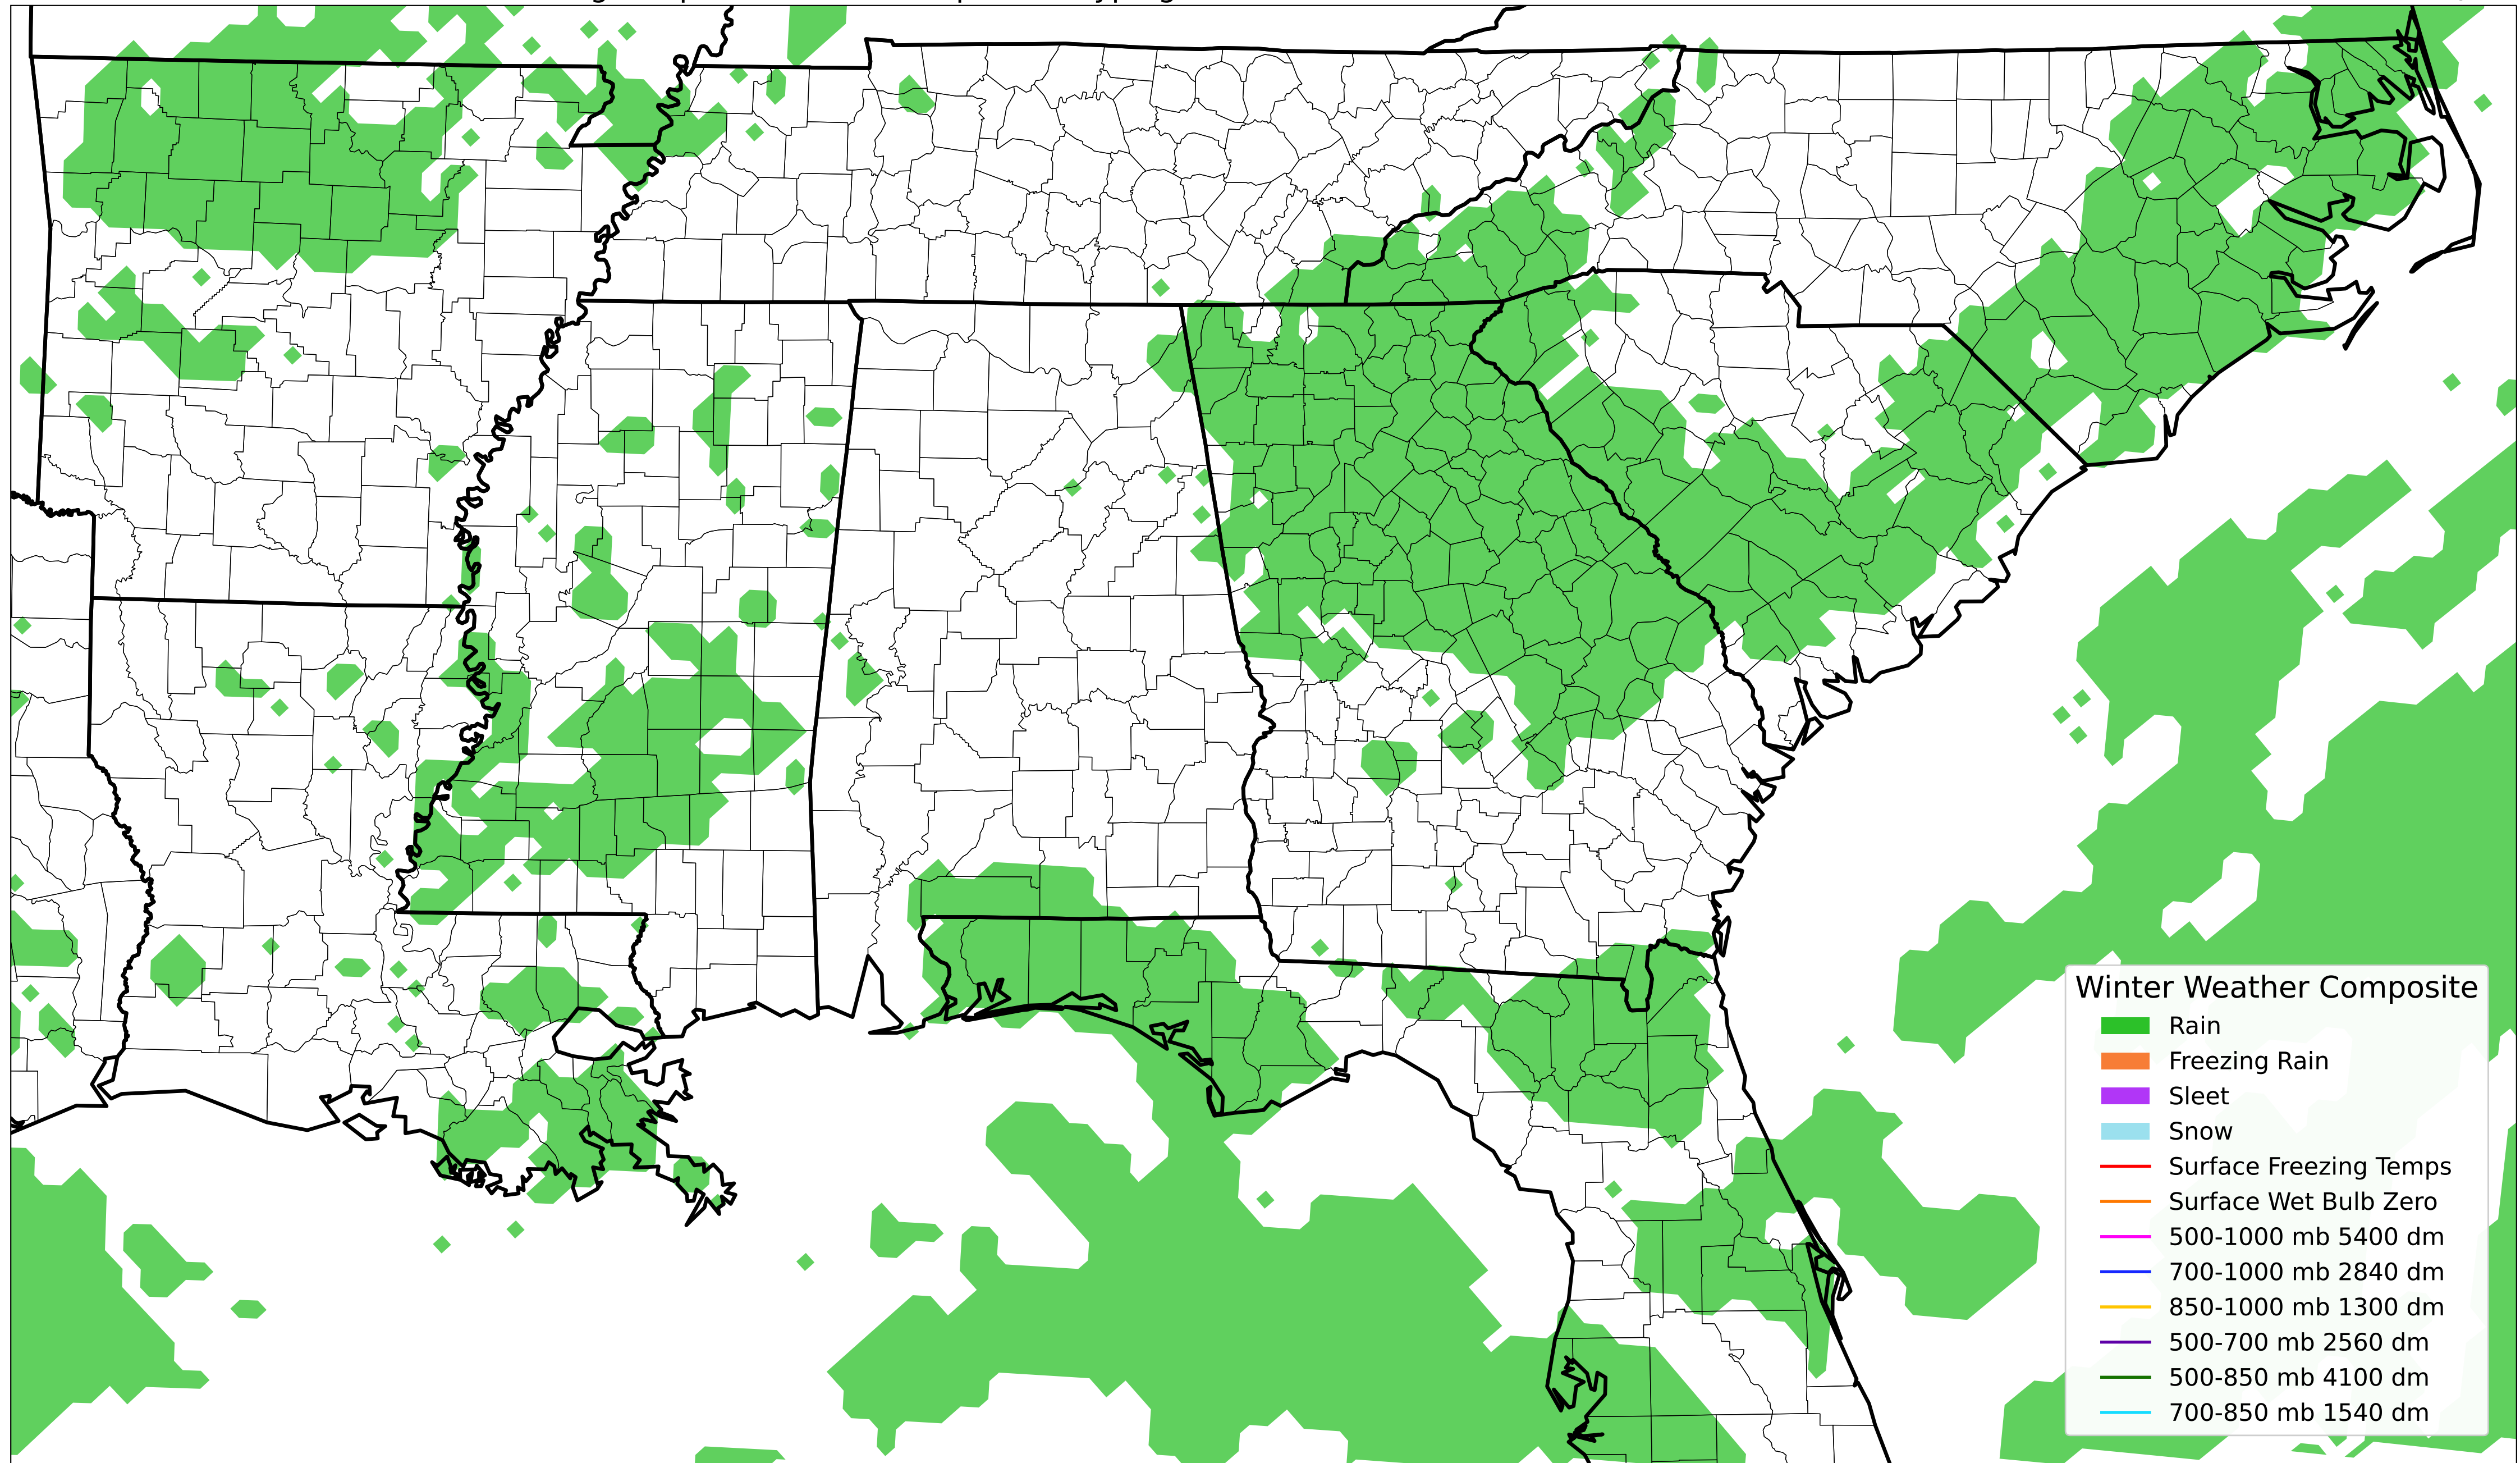 Winter Weather Composite
Rain
Freezing Rain
Sleet
Snow
Surface Freezing Temps
Surface Wet Bulb Zero
500-1000 mb 5400 dm
700-1000 mb 2840 dm
850-1000 mb 1300 dm
500-700 mb 2560 dm
500-850 mb 4100 dm
700-850 mb 1540 dm